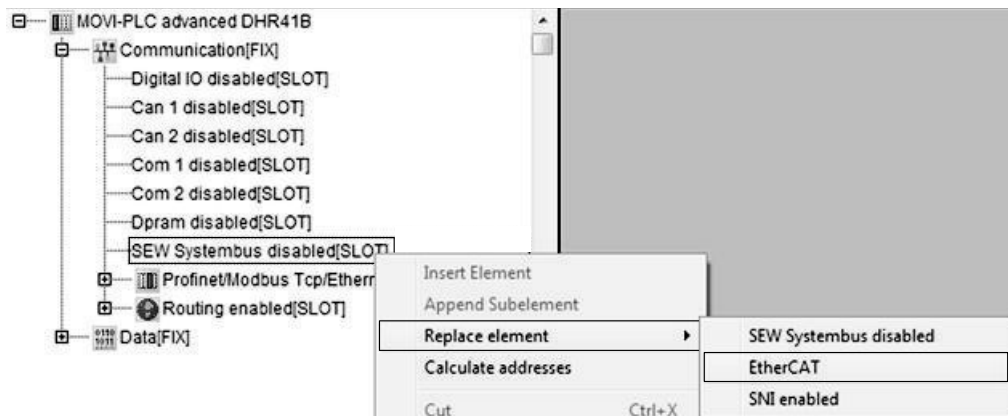 MOVI-PLC advanced DHR41B
Communication[FIX]
Digital IO disabled[SLOT]
Can 1 disabled[SLOT]
Can 2 disabled[SLOT]
Com 1 disabled[SLOT]
Com 2 disabled[SLOT]
Dpram disabled[SLOT]
SEW Systembus disabled[SLOT]
Profinet/Modbus Tcp/Ethern
Routing enabled[SLOT]
Data[FIX]
Insert Element
Append Subelement
Replace element
Calculate addresses
Cut Ctrl+X
SEW Systembus disabled
EtherCAT
SNI enabled